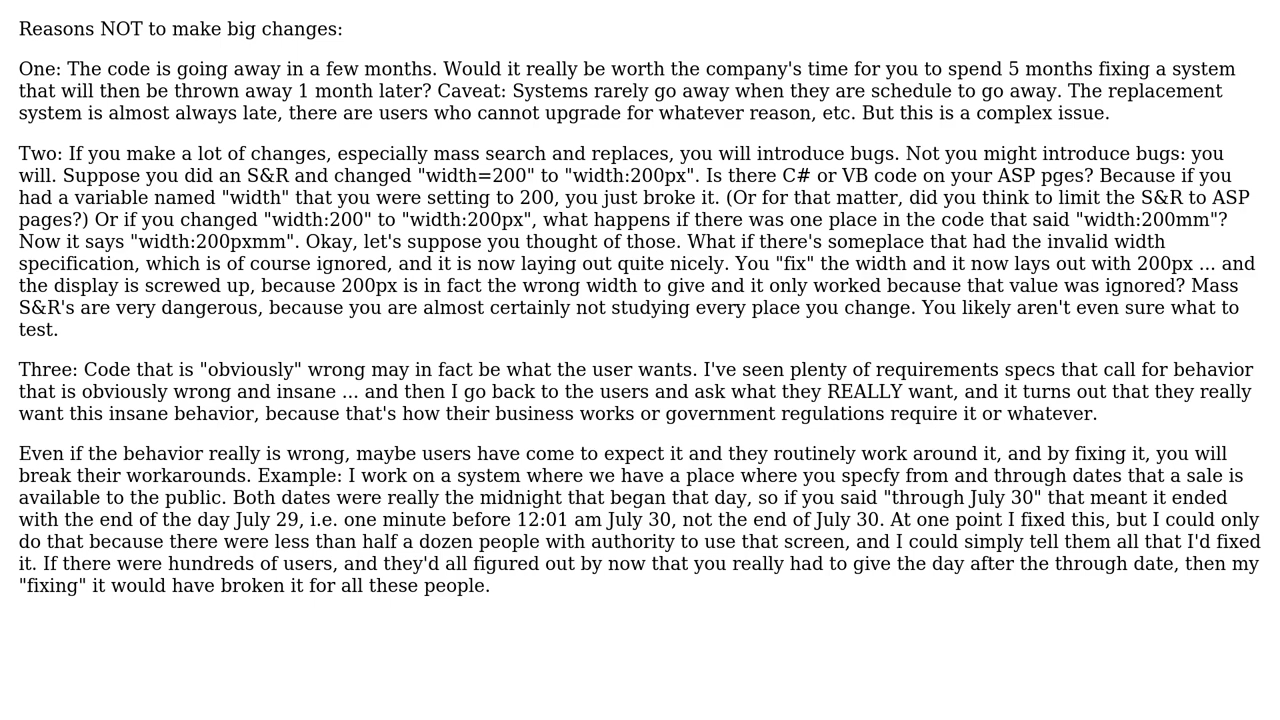 Reasons NOT to make big changes:
One: The code is going away in a few months. Would it really be worth the company's time for you to spend 5 months fixing a system
that will then be thrown away 1 month later? Caveat: Systems rarely go away when they are schedule to go away. The replacement
system is almost always late, there are users who cannot upgrade for whatever reason, etc. But this is a complex issue.
Two: If you make a lot of changes, especially mass search and replaces, you will introduce bugs. Not you might introduce bugs: you
will. Suppose you did an S&R and changed "width=200" to "width:200px". Is there C# or VB code on your ASP pges? Because if you
had a variable named "width" that you were setting to 200, you just broke it. (Or for that matter, did you think to limit the S&R to ASP
pages?) Or if you changed "width:200" to "width:200px", what happens if there was one place in the code that said "width:200mm"?
Now it says "width:200pxmm". Okay, let's suppose you thought of those. What if there's someplace that had the invalid width
specification, which is of course ignored, and it is now laying out quite nicely. You "fix" the width and it now lays out with 200px ... and
the display is screwed up, because 200px is in fact the wrong width to give and it only worked because that value was ignored? Mass
S&R's are very dangerous, because you are almost certainly not studying every place you change. You likely aren't even sure what to
test.
Three: Code that is "obviously" wrong may in fact be what the user wants. I've seen plenty of requirements specs that call for behavior
that is obviously wrong and insane ... and then I go back to the users and ask what they REALLY want, and it turns out that they really
want this insane behavior, because that's how their business works or government regulations require it or whatever.
Even if the behavior really is wrong, maybe users have come to expect it and they routinely work around it, and by fixing it, you will
break their workarounds. Example: I work on a system where we have a place where you specfy from and through dates that a sale is
available to the public. Both dates were really the midnight that began that day, so if you said "through July 30" that meant it ended
with the end of the day July 29, i.e. one minute before 12:01 am July 30, not the end of July 30. At one point I fixed this, but I could only
do that because there were less than half a dozen people with authority to use that screen, and I could simply tell them all that I'd fixed
it. If there were hundreds of users, and they'd all figured out by now that you really had to give the day after the through date, then my
"fixing" it would have broken it for all these people.